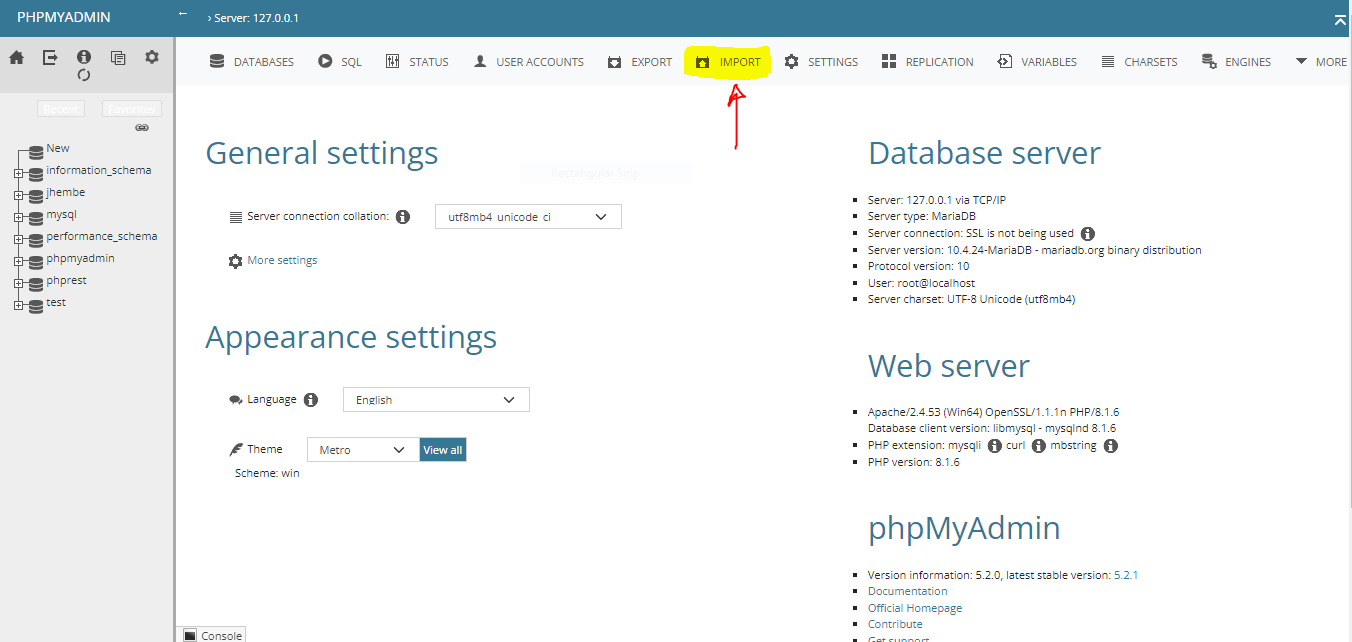 PHPMYADMIN
← › Server: 127.0.0.1
DATABASES SQL STATUS USER ACCOUNTS EXPORT IMPORT SETTINGS REPLICATION VARIABLES CHARSETS ENGINES MORE
Recent Favorites
New
information_schema
jhembe
mysql
performance_schema
phpmyadmin
phprest
test
General settings
Rectangular Snip
Server connection collation: utf8mb4_unicode_ci
More settings
Appearance settings
Language English
Theme Metro View all
Scheme: win
Database server
Server: 127.0.0.1 via TCP/IP
Server type: MariaDB
Server connection: SSL is not being used
Server version: 10.4.24-MariaDB - mariadb.org binary distribution
Protocol version: 10
User: root@localhost
Server charset: UTF-8 Unicode (utf8mb4)
Web server
Apache/2.4.53 (Win64) OpenSSL/1.1.1n PHP/8.1.6
Database client version: libmysql - mysqlnd 8.1.6
PHP extension: mysqli curl mbstring
PHP version: 8.1.6
phpMyAdmin
Version information: 5.2.0, latest stable version: 5.2.1
Documentation
Official Homepage
Contribute
Get support
Console